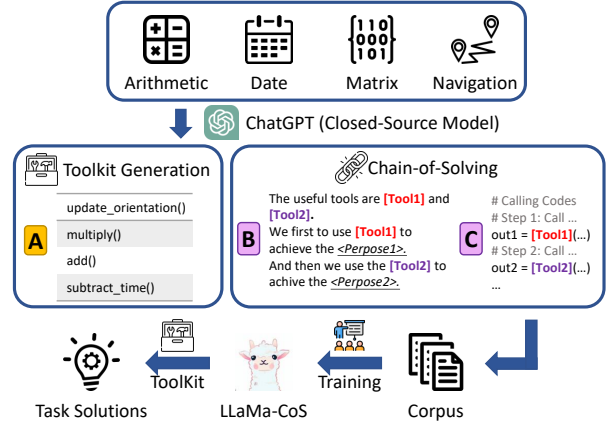 110
000
101
Arithmetic
Date
Matrix
Navigation
ChatGPT (Closed-Source Model)
Toolkit Generation
A
update_orientation()
multiply()
add()
subtract_time()
Chain-of-Solving
B
The useful tools are [Tool1] and
[Tool2].
We first to use [Tool1] to
achieve the <Perpose1>.
And then we use the [Tool2] to
achive the <Perpose2>.
C
# Calling Codes
# Step 1: Call ...
out1 = [Tool1](...)
# Step 2: Call ...
out2 = [Tool2](...)
...
ToolKit
Training
Task Solutions
LLaMa-CoS
Corpus